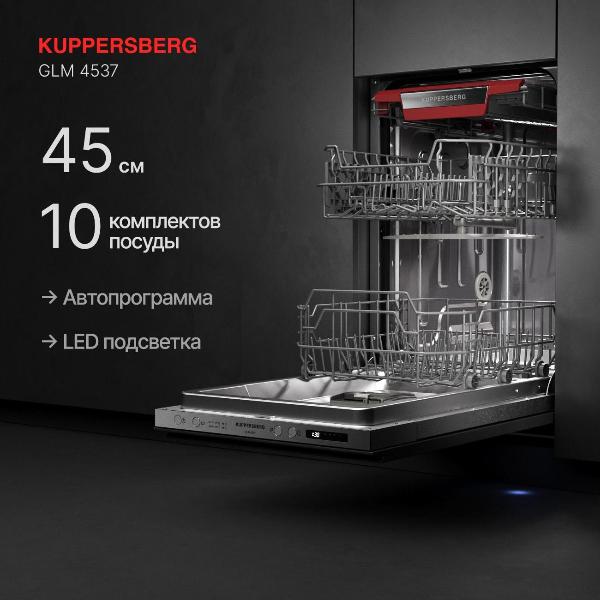 KUPPERSBERG
GLM 4537
45 см
10 комплектов
посуды
→ Автопрограмма
→ LED подсветка
KUPPERSBERG
KUPPERSBERG